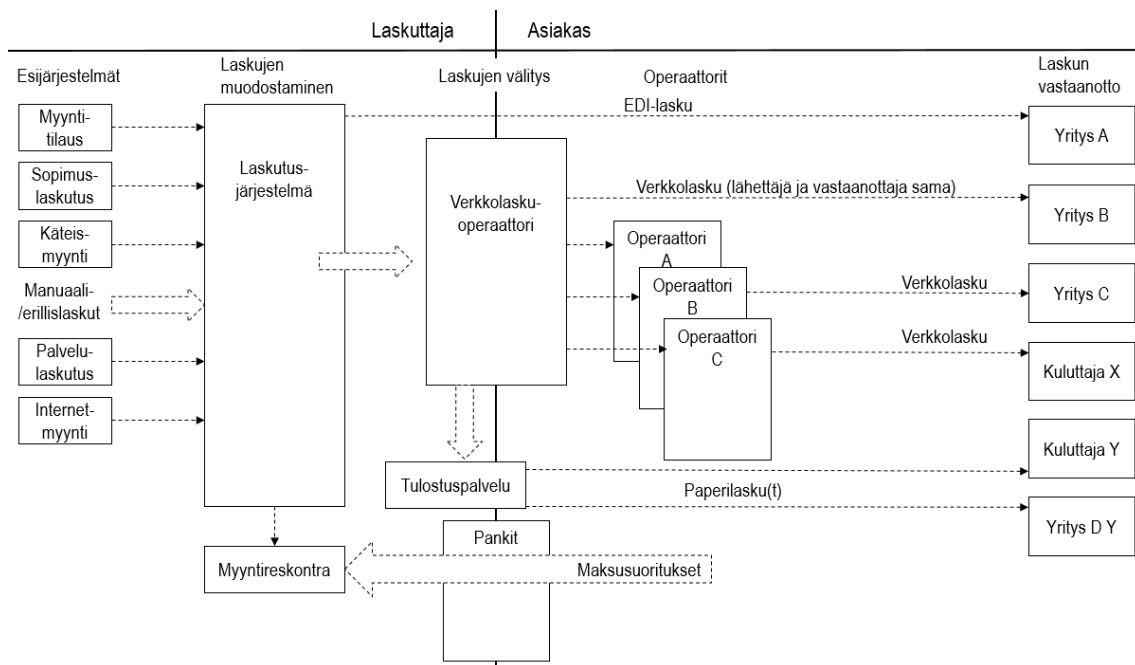 Laskuttaja
Asiakas
Esijärjestelmät
Laskujen
muodostaminen
Laskujen välitys
Operaattorit
Laskun
vastaanotto
Myynti-
tilaus
Sopimus-
laskutus
Käteis-
myynti
Manuaali-
/erillislaskut
Palvelu-
laskutus
Internet-
myynti
Laskutus-
järjestelmä
Myyntireskontra
Verkkolasku-
operaattori
Tulostuspalvelu
Pankit
Maksusuoritukset
EDI-lasku
Verkkolasku (lähettäjä ja vastaanottaja sama)
Operaattori
A
Operaattori
B
Operaattori
C
Verkkolasku
Verkkolasku
Paperilasku(t)
Yritys A
Yritys B
Yritys C
Kuluttaja X
Kuluttaja Y
Yritys D Y